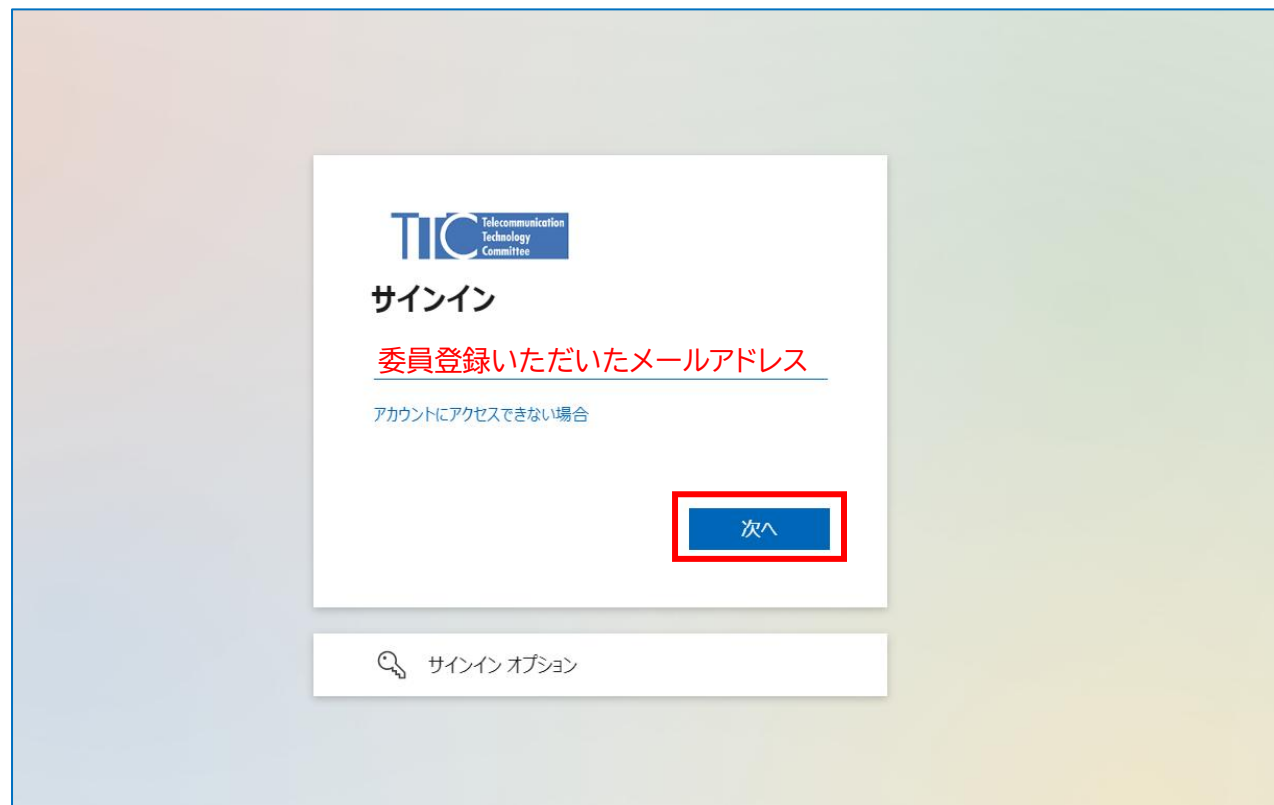 TTC Telecommunication
Technology
Committee
サインイン
委員登録いただいたメールアドレス
アカウントにアクセスできない場合
次へ
サインイン オプション